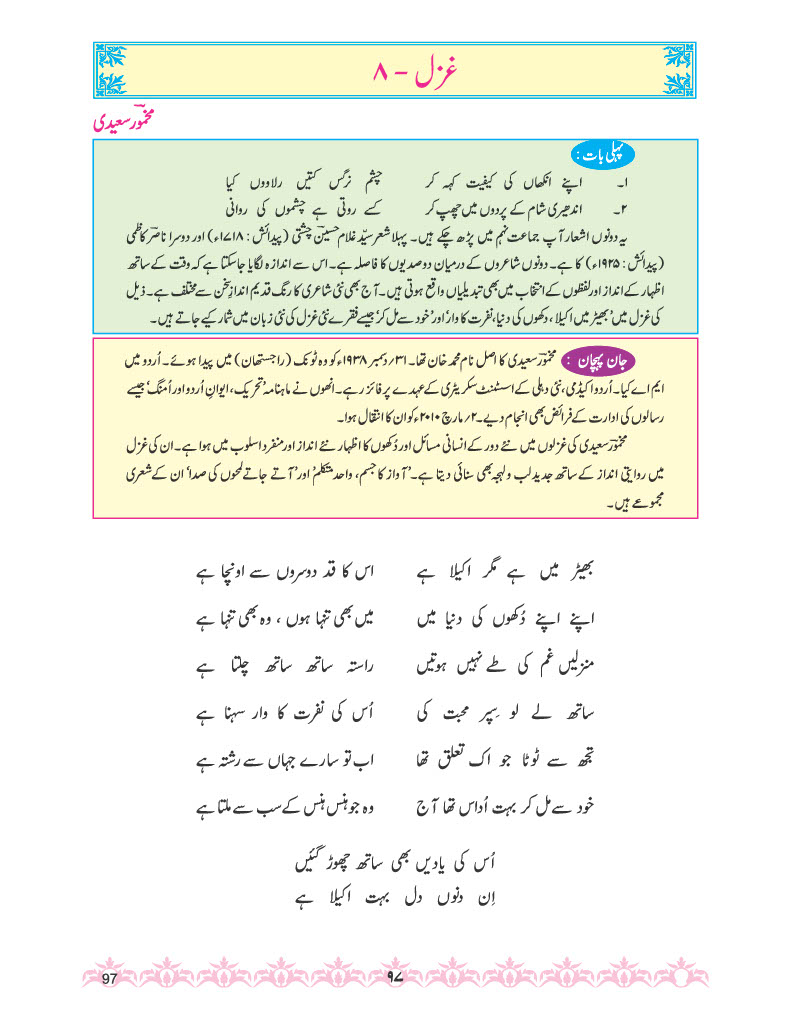 غزل - ۸
مخمورؔ سعیدی
پہلی بات :
۱۔ اپنے انکھاں کی کیفیت کہہ کر چشم نرگس کتیں رلاووں کیا
۲۔ اندھیری شام کے پردوں میں چھپ کر کسے روتی ہے چشموں کی روانی
یہ دونوں اشعار آپ جماعت نہم میں پڑھ چکے ہیں۔ پہلا شعر سیّد غلام حسینؔ چشتی (پیدائش : ۱۷۱۸ء) اور دوسرا ناصرؔ کاظمی
(پیدائش : ۱۹۲۵ء) کا ہے۔ دونوں شاعروں کے درمیان دو صدیوں کا فاصلہ ہے۔ اس سے اندازہ لگایا جاسکتا ہے کہ وقت کے ساتھ
اظہار کے انداز اور لفظوں کے انتخاب میں بھی تبدیلیاں واقع ہوتی ہیں۔ آج بھی نئی شاعری کا رنگ قدیم اندازِ سخن سے مختلف ہے۔ ذیل
کی غزل میں 'بھیڑ میں اکیلا، دکھوں کی دنیا، نفرت کا وار' اور 'خود سے مل کر' جیسے فقرے نئی غزل کی نئی زبان میں شمار کیے جاتے ہیں۔
جان پہچان : مخمورؔ سعیدی کا اصل نام محمد خان تھا۔ ۳۱؍ دسمبر ۱۹۳۸ء کو وہ ٹونک (راجستھان) میں پیدا ہوئے۔ اُردو میں
ایم اے کیا۔ اُردو اکیڈمی، نئی دہلی کے اسسٹنٹ سکریٹری کے عہدے پر فائز رہے۔ انھوں نے ماہنامہ 'تحریک، ایوانِ اُردو اور اُمنگ' جیسے
رسالوں کی ادارت کے فرائض بھی انجام دیے۔ ۲؍ مارچ ۲۰۱۰ء کو ان کا انتقال ہوا۔
مخمورؔ سعیدی کی غزلوں میں نئے دور کے انسانی مسائل اور دُکھوں کا اظہار نئے انداز اور منفرد اسلوب میں ہوا ہے۔ ان کی غزل
میں روایتی انداز کے ساتھ جدید لب و لہجہ بھی سنائی دیتا ہے۔ 'آواز کا جسم، واحد متکلم' اور 'آتے جاتے لمحوں کی صدا' ان کے شعری
مجموعے ہیں۔
بھیڑ میں ہے مگر اکیلا ہے اس کا قد دوسروں سے اونچا ہے
اپنے اپنے دُکھوں کی دنیا میں میں بھی تنہا ہوں ، وہ بھی تنہا ہے
منزلیں غم کی طے نہیں ہوتیں راستہ ساتھ ساتھ چلتا ہے
ساتھ لے لو سِپر محبت کی اُس کی نفرت کا وار سہنا ہے
تجھ سے ٹوٹا جو اک تعلق تھا اب تو سارے جہاں سے رشتہ ہے
خود سے مل کر بہت اُداس تھا آج وہ جو ہنس ہنس کے سب سے ملتا ہے
اُس کی یادیں بھی ساتھ چھوڑ گئیں
اِن دنوں دل بہت اکیلا ہے
۹۷
97